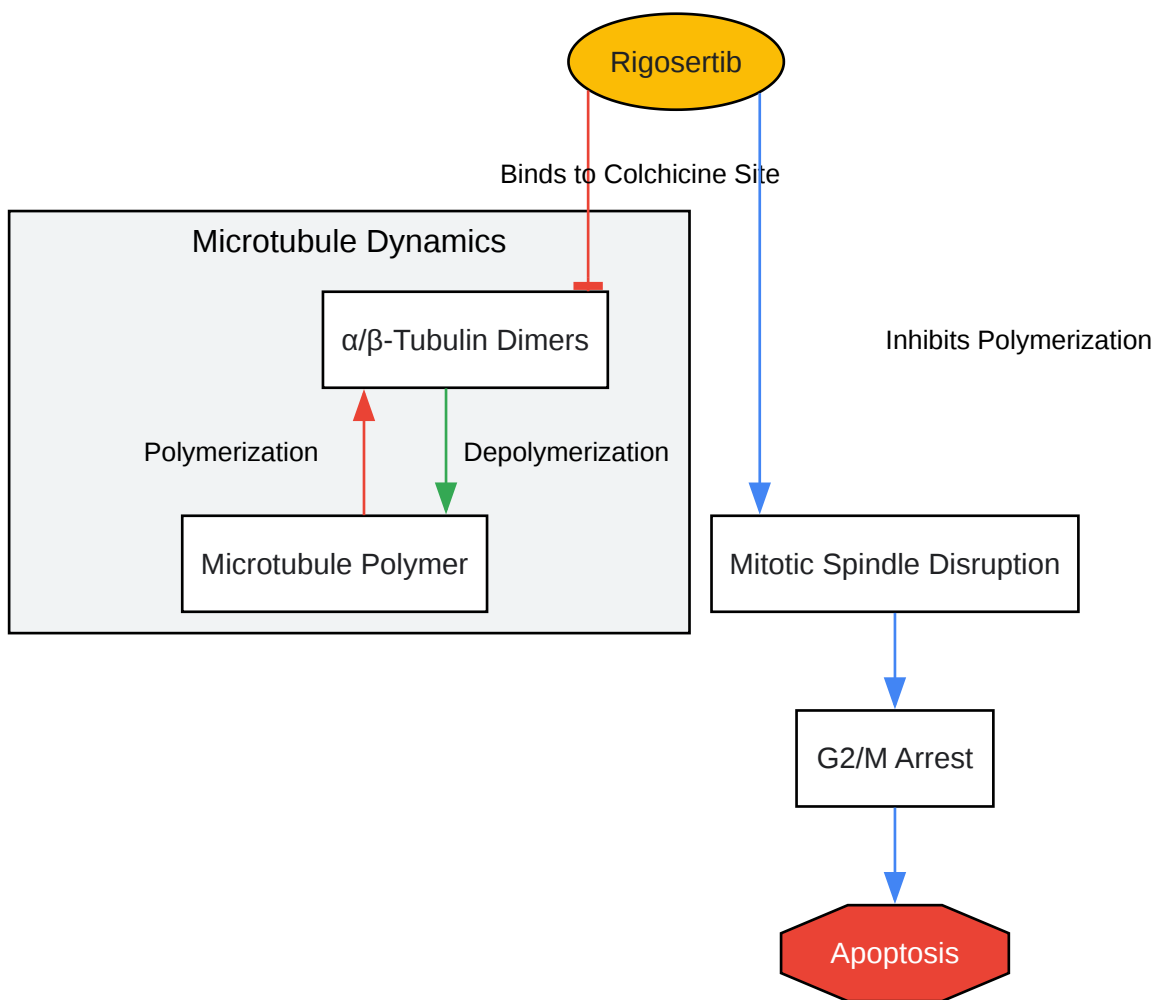 Rigosertib
Binds to Colchicine Site
Microtubule Dynamics
α/β-Tubulin Dimers
Inhibits Polymerization
Polymerization
Depolymerization
Microtubule Polymer
Mitotic Spindle Disruption
G2/M Arrest
Apoptosis